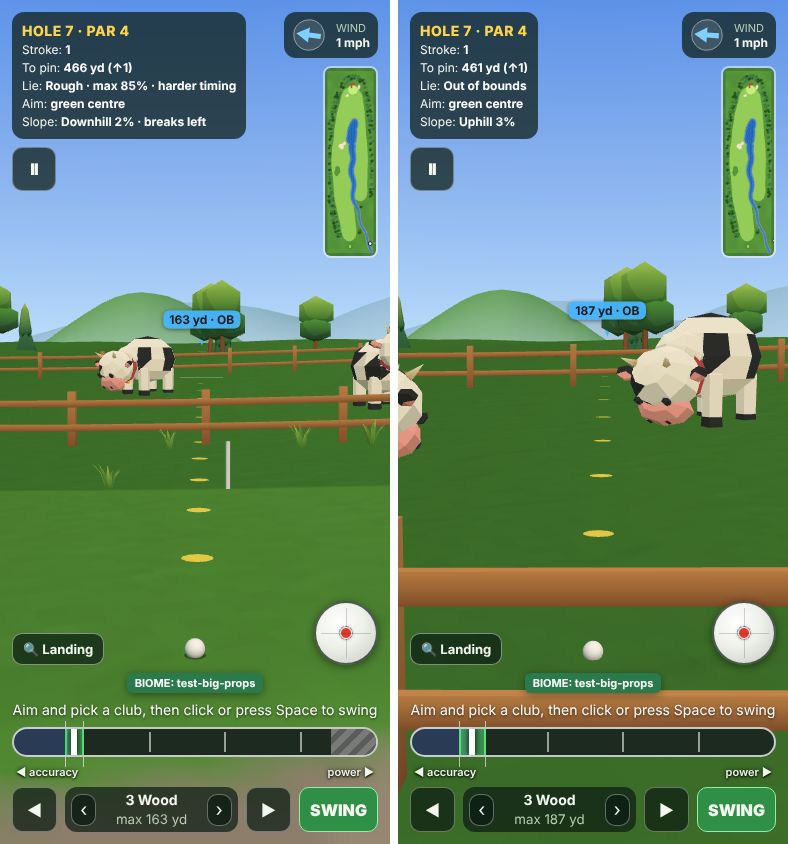 HOLE 7 · PAR 4
Stroke: 1
To pin: 466 yd (↑1)
Lie: Rough · max 85% · harder timing
Aim: green centre
Slope: Downhill 2% · breaks left
WIND
1 mph
163 yd · OB
🔍 Landing
BIOME: test-big-props
Aim and pick a club, then click or press Space to swing
◀ accuracy
power ▶
◀
‹
3 Wood
max 163 yd
›
▶
SWING
HOLE 7 · PAR 4
Stroke: 1
To pin: 461 yd (↑1)
Lie: Out of bounds
Aim: green centre
Slope: Uphill 3%
WIND
1 mph
187 yd · OB
🔍 Landing
BIOME: test-big-props
Aim and pick a club, then click or press Space to swing
◀ accuracy
power ▶
◀
‹
3 Wood
max 187 yd
›
▶
SWING